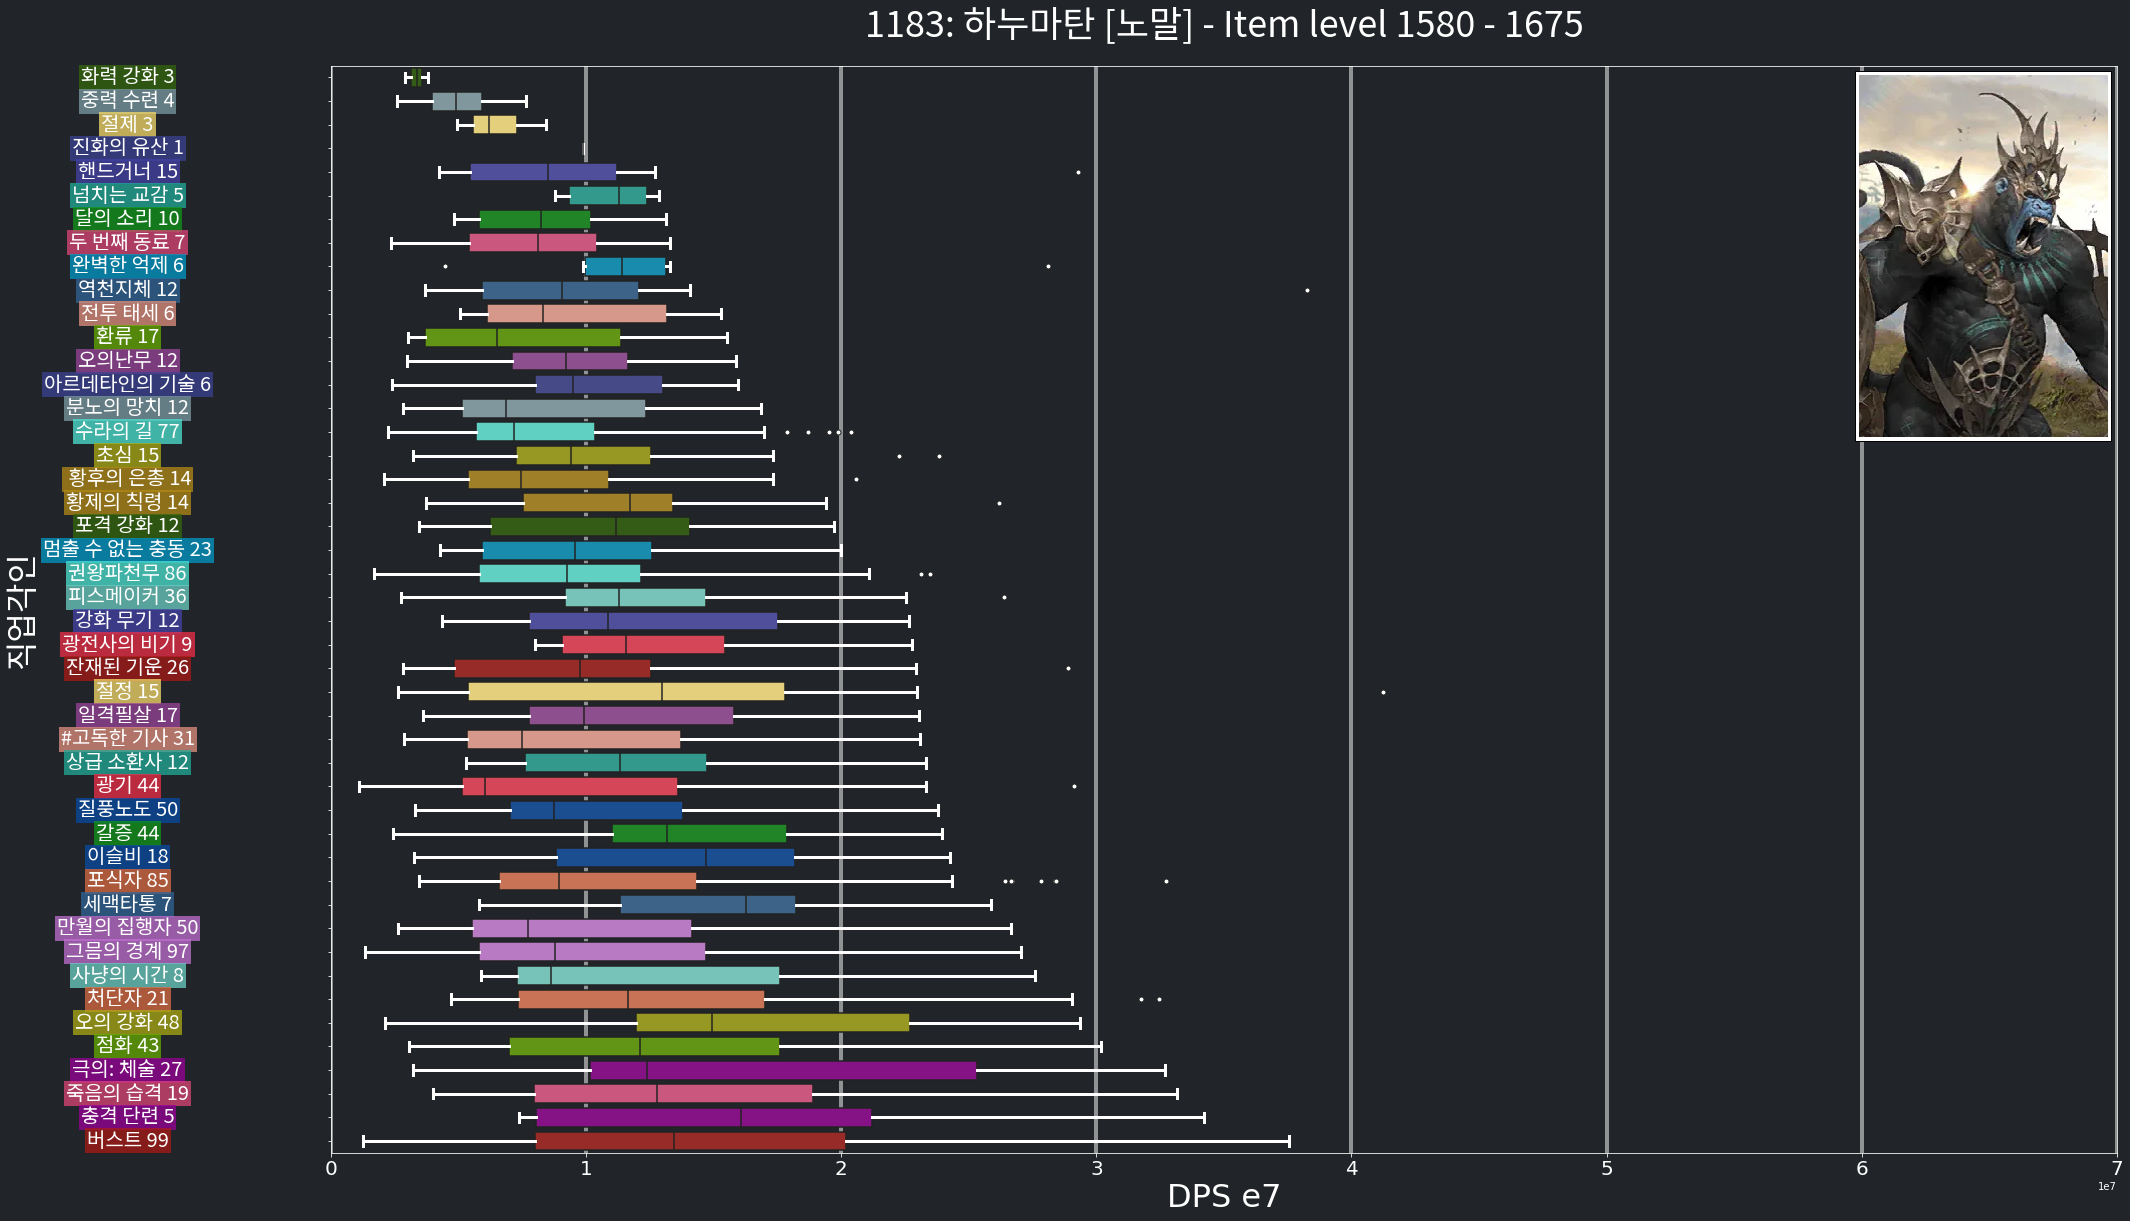 1183: 하누마탄 [노말] - Item level 1580 - 1675
화력 강화 3
중력 수련 4
절제 3
진화의 유산 1
핸드거너 15
넘치는 교감 5
달의 소리 10
두 번째 동료 7
완벽한 억제 6
역천지체 12
전투 태세 6
환류 17
오의난무 12
아르데타인의 기술 6
분노의 망치 12
수라의 길 77
초심 15
황후의 은총 14
황제의 칙령 14
포격 강화 12
멈출 수 없는 충동 23
권왕파천무 86
피스메이커 36
강화 무기 12
광전사의 비기 9
잔재된 기운 26
절정 15
일격필살 17
#고독한 기사 31
상급 소환사 12
광기 44
질풍노도 50
갈증 44
이슬비 18
포식자 85
세맥타통 7
만월의 집행자 50
그믐의 경계 97
사냥의 시간 8
처단자 21
오의 강화 48
점화 43
극의: 체술 27
죽음의 습격 19
충격 단련 5
버스트 99
직업각인
0 1 2 3 4 5 6 7
1e7
DPS e7